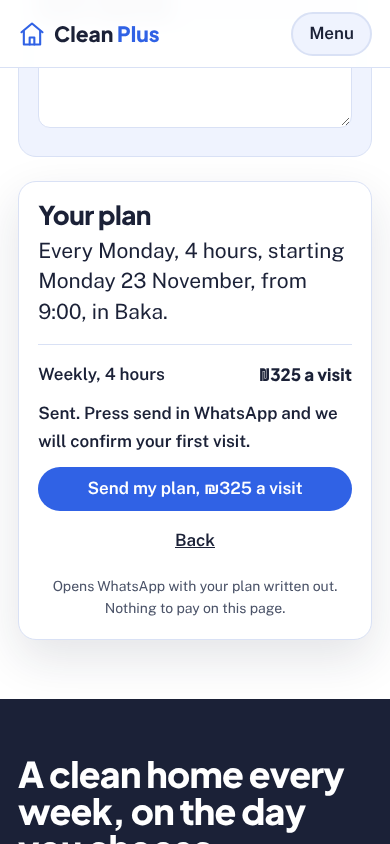 Clean Plus
Menu
Your plan
Every Monday, 4 hours, starting
Monday 23 November, from
9:00, in Baka.
Weekly, 4 hours
₪325 a visit
Sent. Press send in WhatsApp and we
will confirm your first visit.
Send my plan, ₪325 a visit
Back
Opens WhatsApp with your plan written out.
Nothing to pay on this page.
A clean home every
week, on the day
you choose